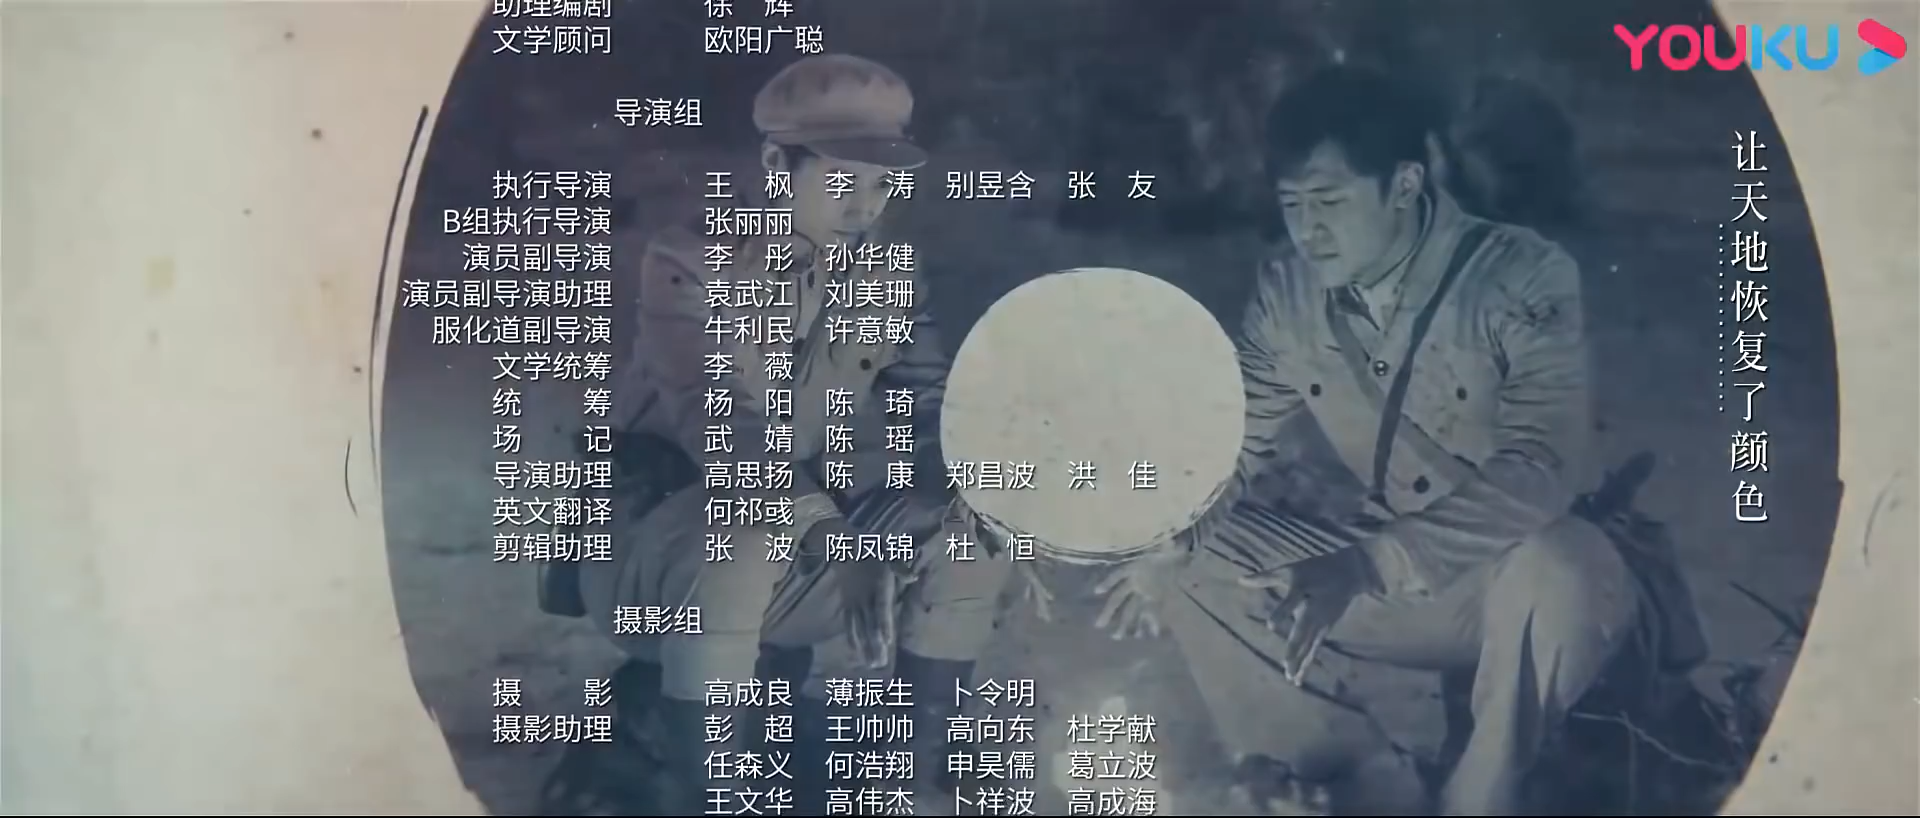 助理编剧 徐 辉
文学顾问 欧阳广聪
导演组
执行导演 王 枫 李 涛 别昱含 张 友
B组执行导演 张丽丽
演员副导演 李 彤 孙华健
演员副导演助理 袁武江 刘美珊
服化道副导演 牛利民 许意敏
文学统筹 李 薇
统 筹 杨 阳 陈 琦
场 记 武 婧 陈 瑶
导演助理 高思扬 陈 康 郑昌波 洪 佳
英文翻译 何祁彧
剪辑助理 张 波 陈凤锦 杜 恒
摄影组
摄 影 高成良 薄振生 卜令明
摄影助理 彭 超 王帅帅 高向东 杜学献
任森义 何浩翔 申昊儒 葛立波
王文华 高伟杰 卜祥波 高成海
YOUKU
让天地恢复了颜色